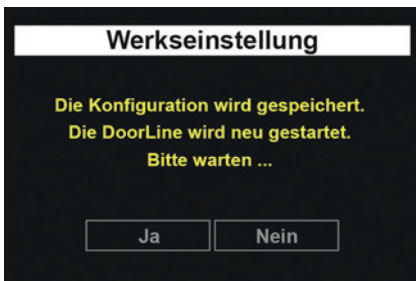 Werkseinstellung
Die Konfiguration wird gespeichert.
Die DoorLine wird neu gestartet.
Bitte warten ...
Ja Nein